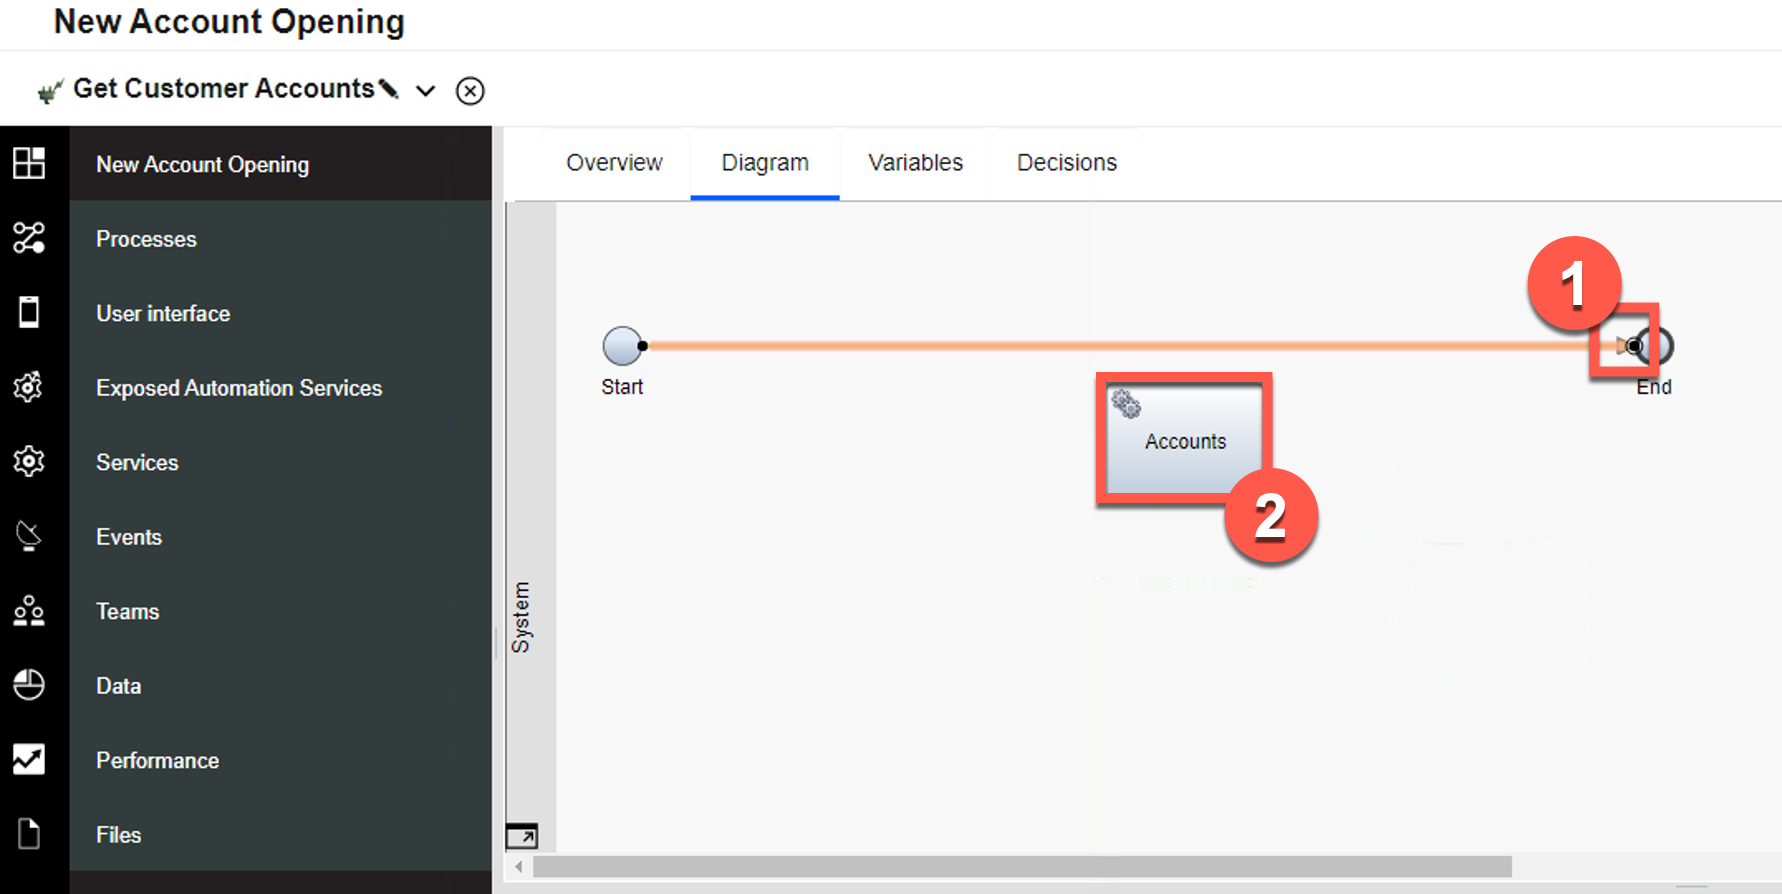 New Account Opening
Get Customer Accounts
New Account Opening
Processes
User interface
Exposed Automation Services
Services
Events
Teams
Data
Performance
Files
Overview
Diagram
Variables
Decisions
System
Start
1
End
Accounts
2